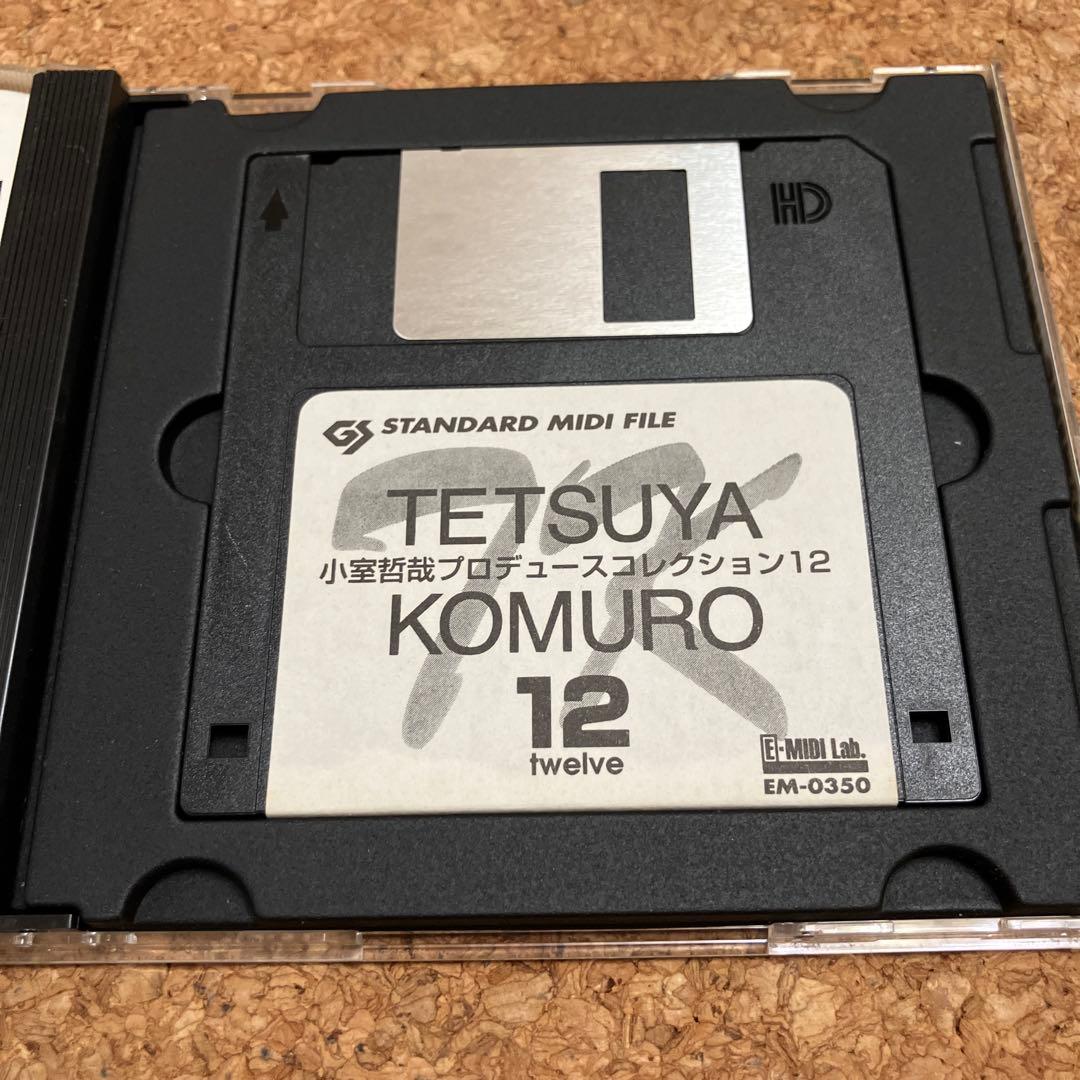 HD
GS STANDARD MIDI FILE
TK
TETSUYA
小室哲哉プロデュースコレクション12
KOMURO
12
twelve
E-MIDI Lab.
EM-0350